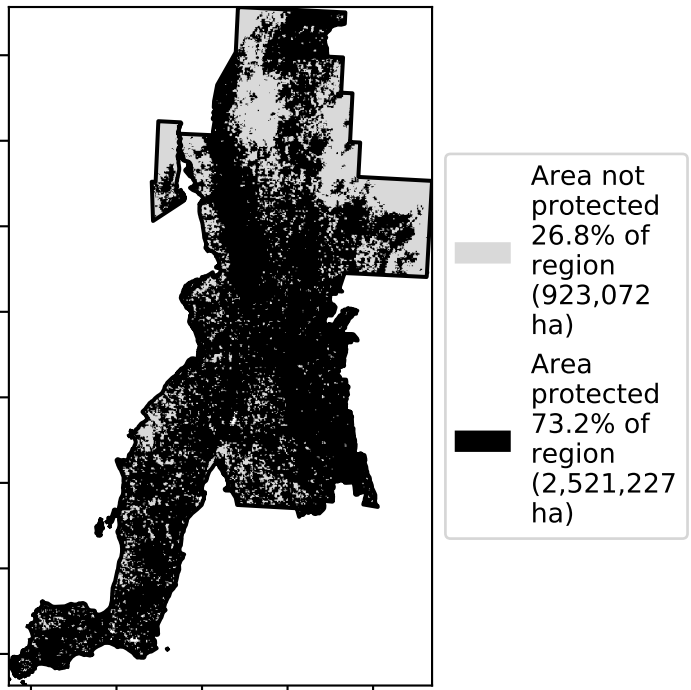 Area not
protected
26.8% of
region
(923,072
ha)
Area
protected
73.2% of
region
(2,521,227
ha)